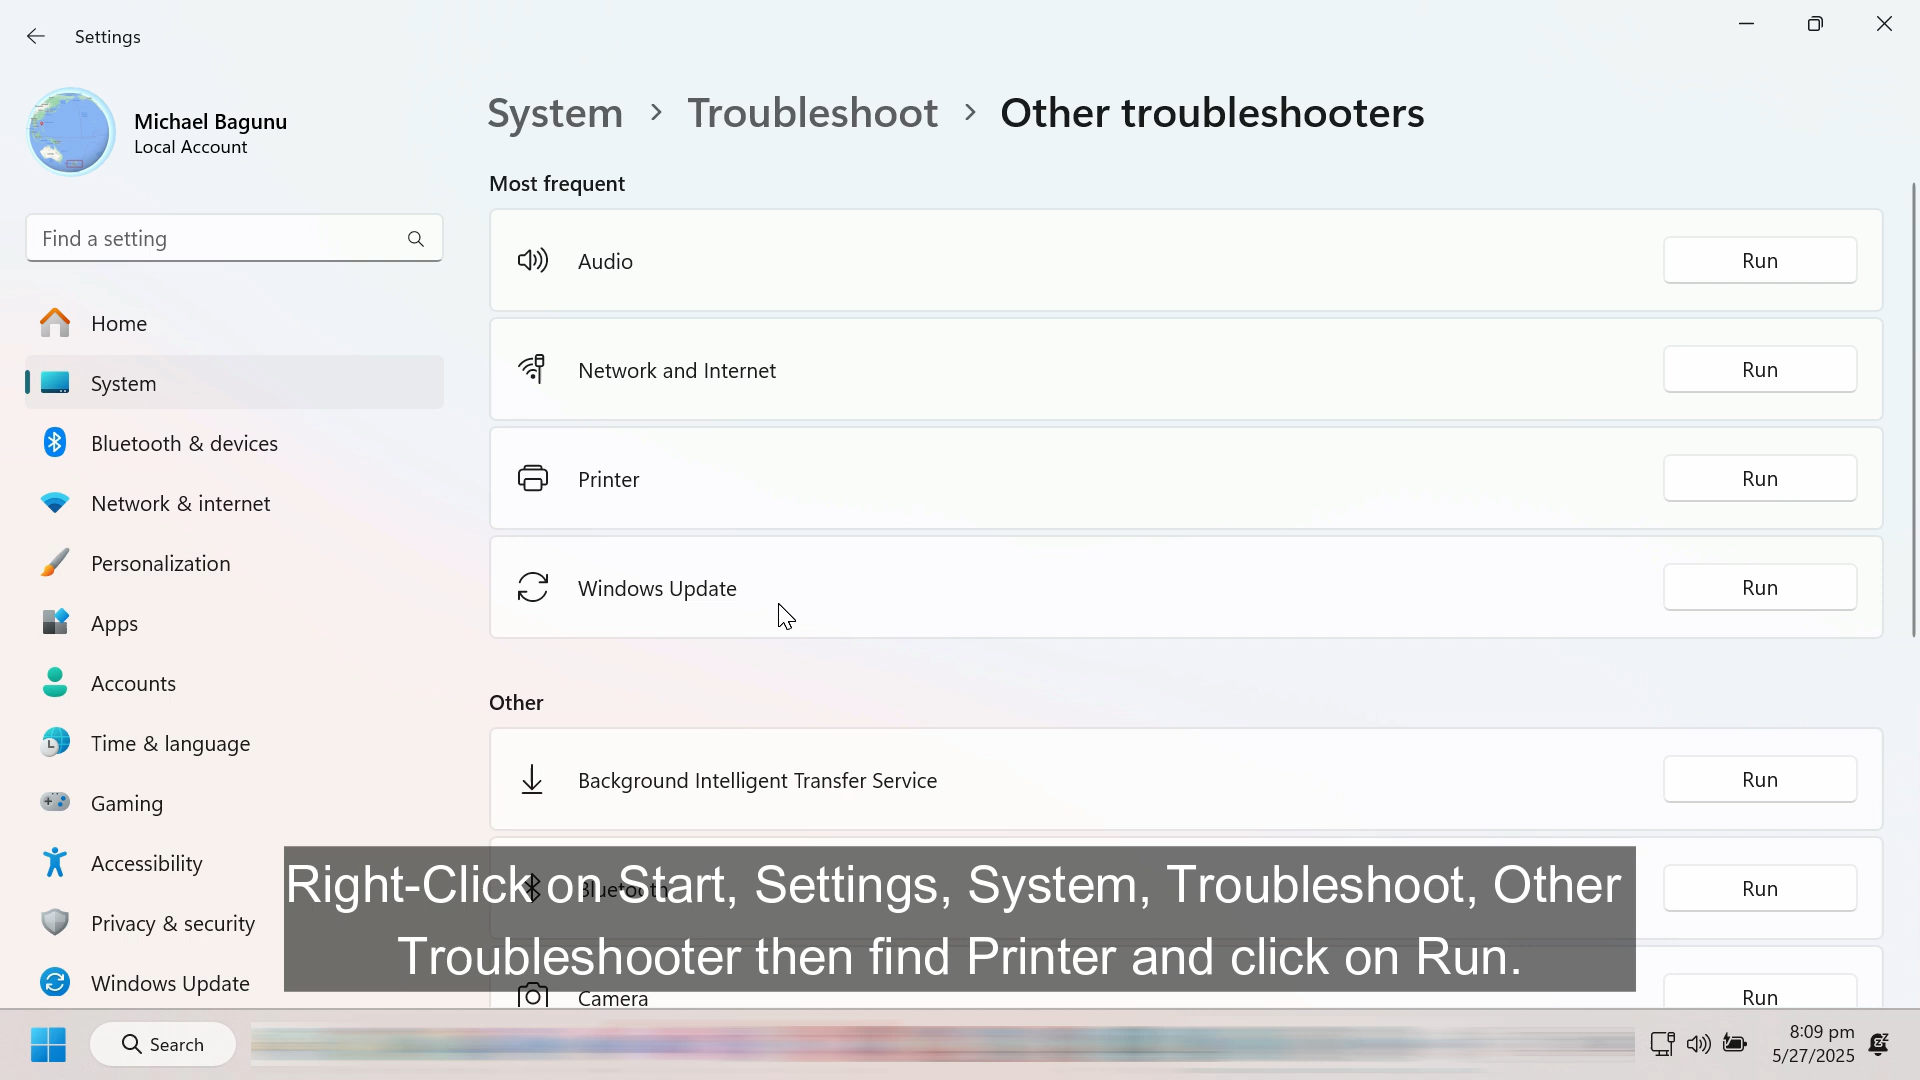 Settings
Michael Bagunu
Local Account
Find a setting
Home
System
Bluetooth & devices
Network & internet
Personalization
Apps
Accounts
Time & language
Gaming
Accessibility
Privacy & security
Windows Update
System > Troubleshoot > Other troubleshooters
Most frequent
Audio Run
Network and Internet Run
Printer Run
Windows Update Run
Other
Background Intelligent Transfer Service Run
Bluetooth Run
Camera Run
Right-Click on Start, Settings, System, Troubleshoot, Other
Troubleshooter then find Printer and click on Run.
Search
8:09 pm
5/27/2025